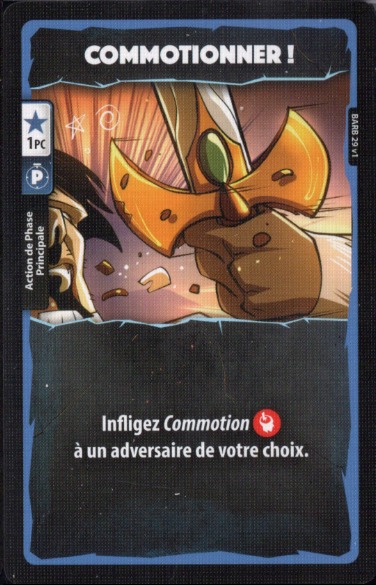 COMMOTIONNER !
1PC
P
Action de Phase
Principale
BARB 29 v1
Infligez Commotion
à un adversaire de votre choix.